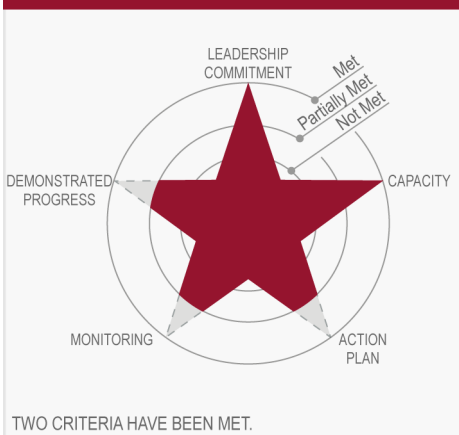 LEADERSHIP
COMMITMENT
Met
Partially Met
Not Met
DEMONSTRATED
PROGRESS
CAPACITY
MONITORING
ACTION
PLAN
TWO CRITERIA HAVE BEEN MET.